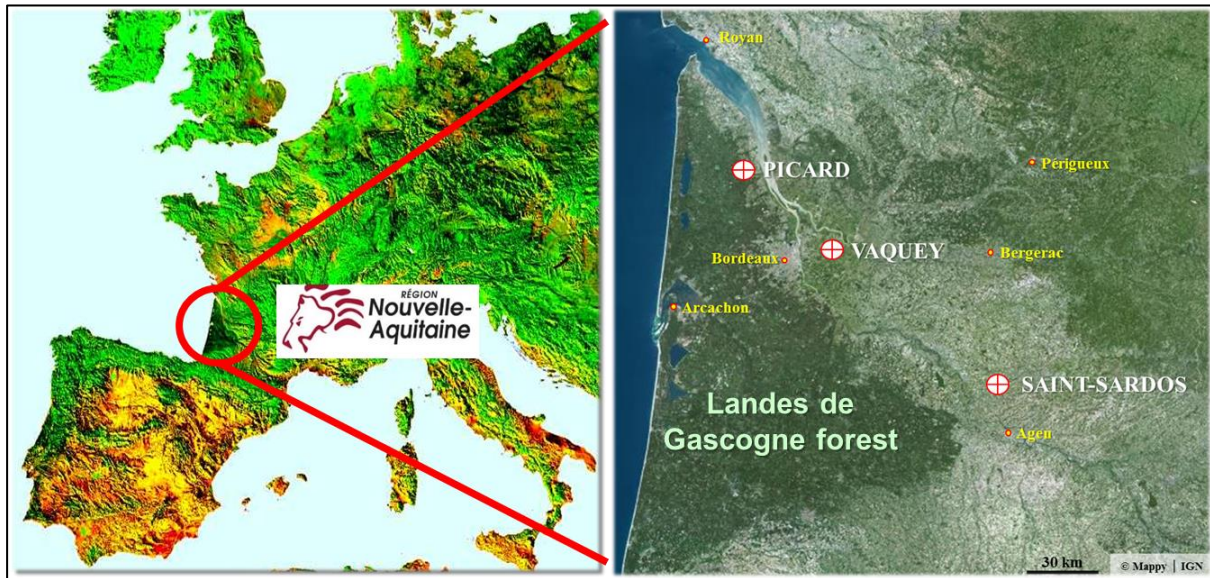 RÉGION
Nouvelle-
Aquitaine
Royan
PICARD
Périgueux
VAQUEY
Bordeaux
Bergerac
Arcachon
SAINT-SARDOS
Landes de
Gascogne forest
Agen
30 km
© Mappy | IGN